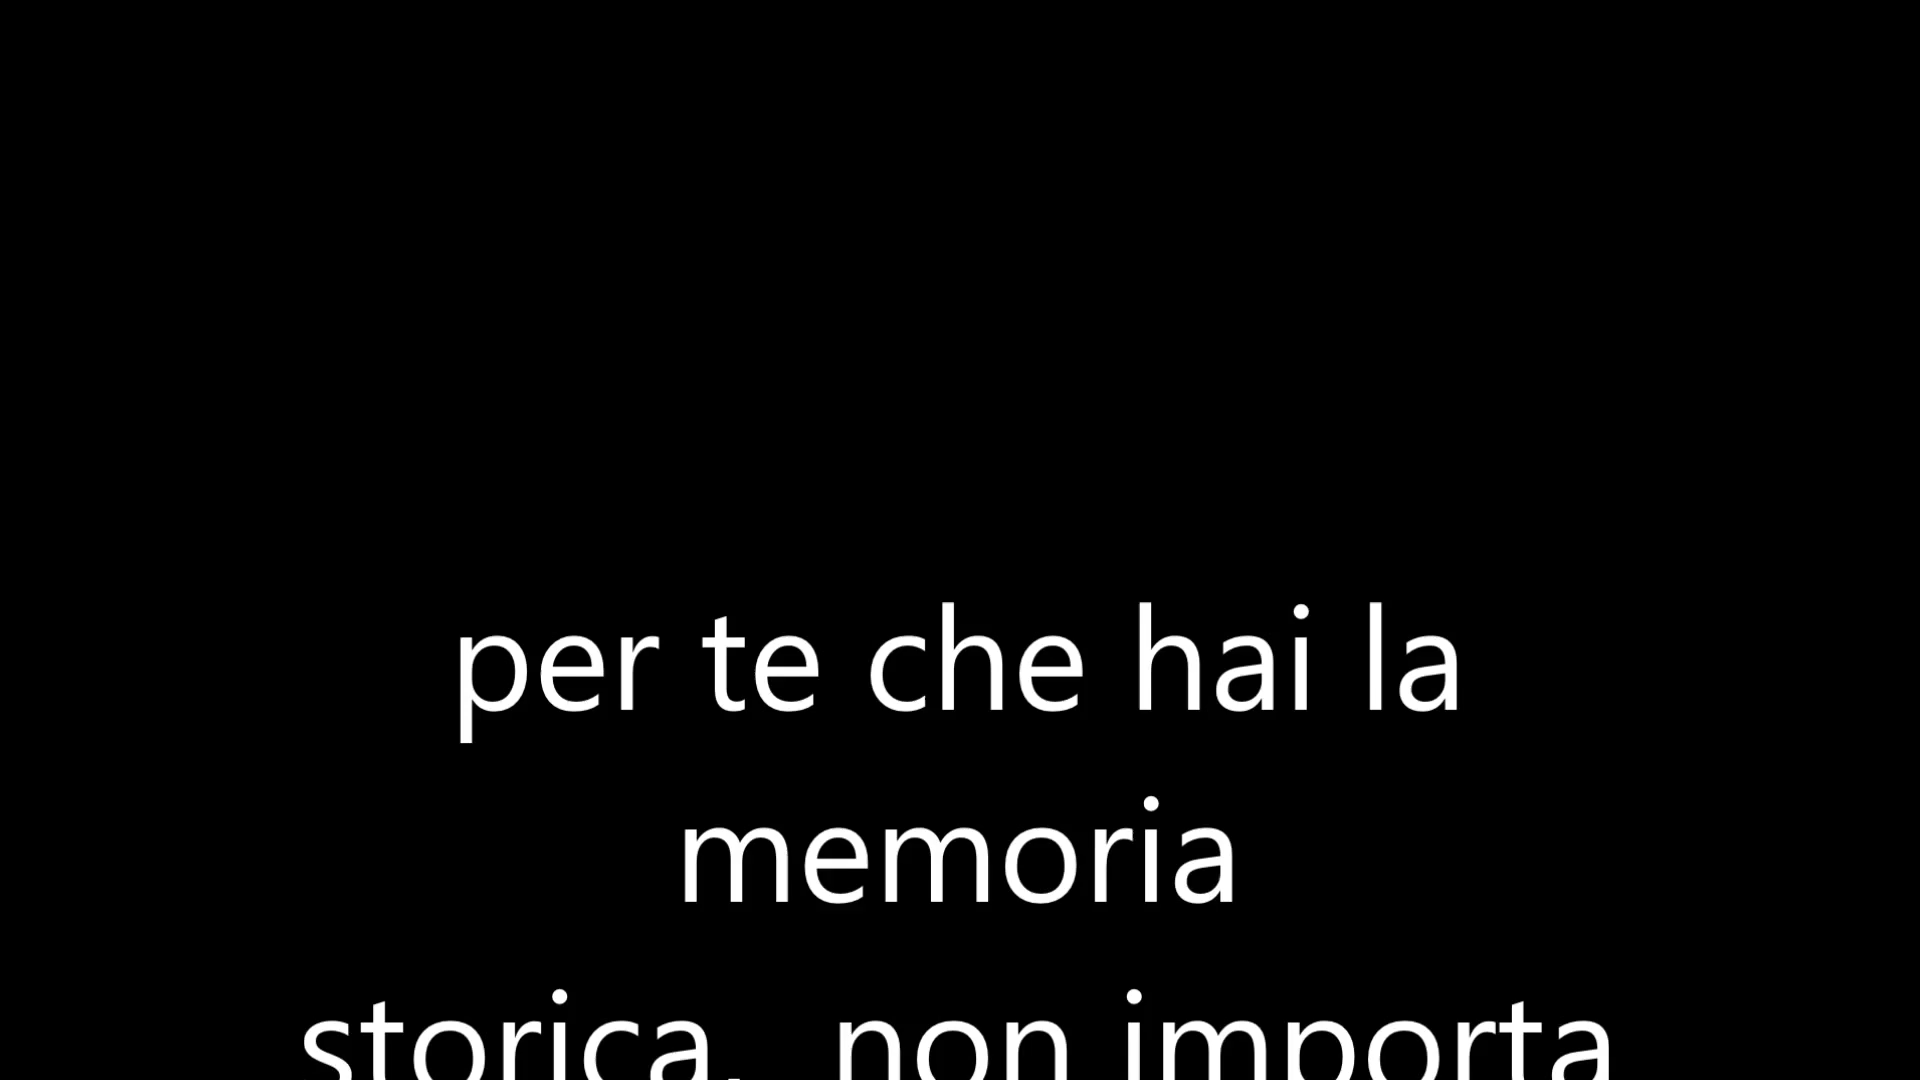 per te che hai la
memoria
storica, non importa